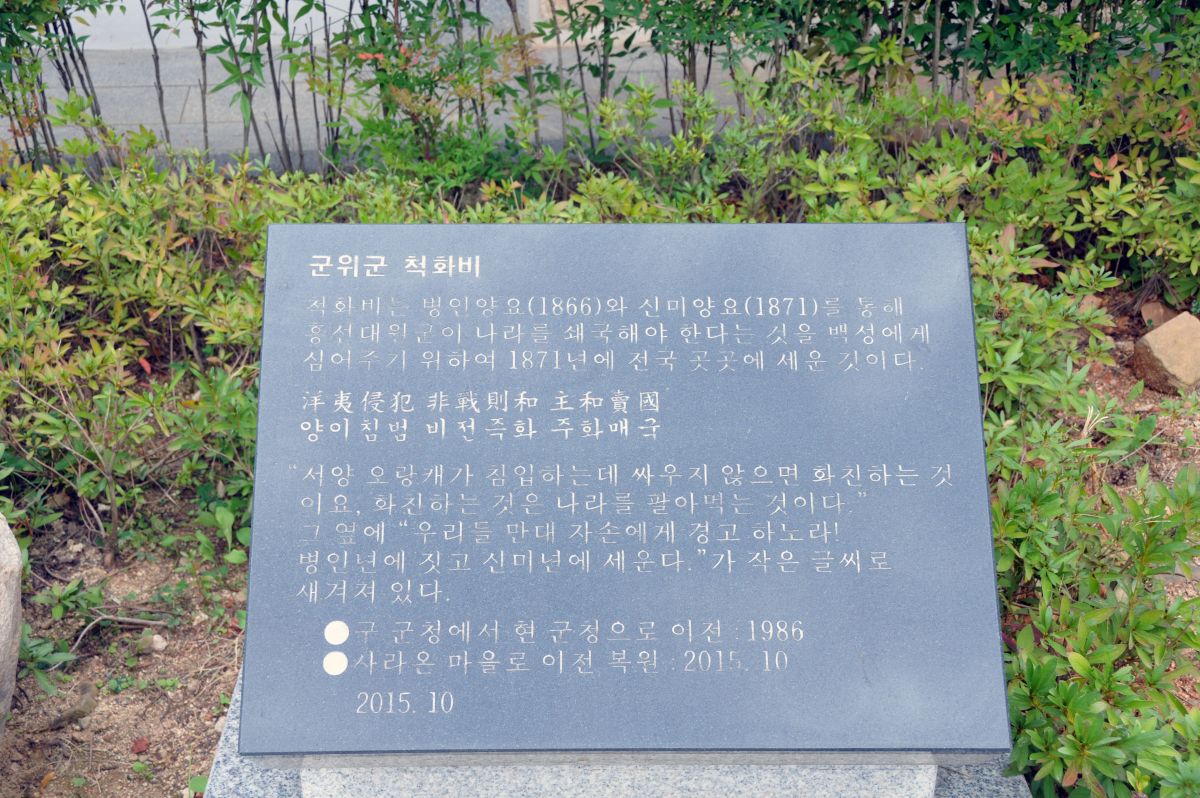 군위군 척화비
척화비는 병인양요(1866)와 신미양요(1871)를 통해
흥선대원군이 나라를 쇄국해야 한다는 것을 백성에게
심어주기 위하여 1871년에 전국 곳곳에 세운 것이다.
洋夷侵犯 非戰則和 主和賣國
양이침범 비전즉화 주화매국
“서양 오랑캐가 침입하는데 싸우지 않으면 화친하는 것
이요, 화친하는 것은 나라를 팔아먹는 것이다.”
그 옆에 “우리들 만대 자손에게 경고 하노라!
병인년에 짓고 신미년에 세운다.”가 작은 글씨로
새겨져 있다.
●구 군청에서 현 군청으로 이전 : 1986
●사라온 마을로 이전 복원 : 2015. 10
2015. 10